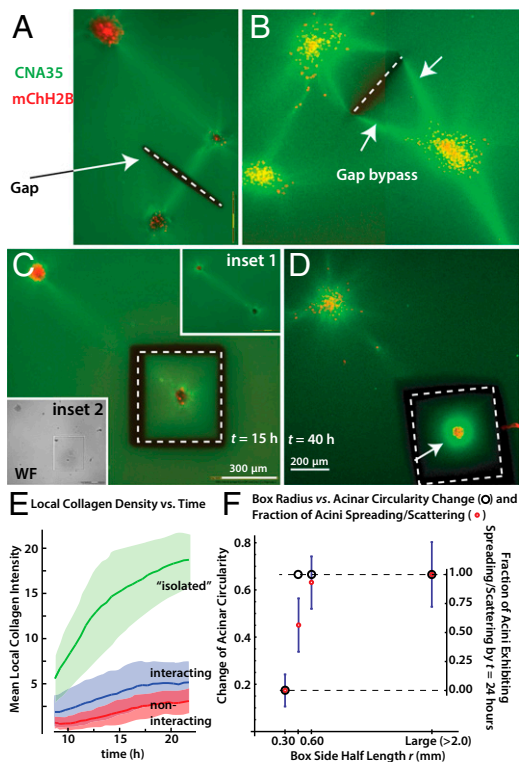 A
B
CNA35
mChH2B
Gap
Gap bypass
C
inset 1
D
inset 2
WF
t = 15 h
300 μm
t = 40 h
200 μm
E Local Collagen Density vs. Time
Mean Local Collagen Intensity
20
15
10
5
"isolated"
interacting
non-
interacting
10 15 20
time (h)
F Box Radius vs. Acinar Circularity Change (O) and
Fraction of Acini Spreading/Scattering (o)
Change of Acinar Circularity
0.8
0.6
0.4
0.2
1.00
0.75
0.50
0.25
0.00
Fraction of Acini Exhibiting
Spreading/Scattering by t = 24 hours
0.30 0.60 Large (>2.0)
Box Side Half Length r (mm)